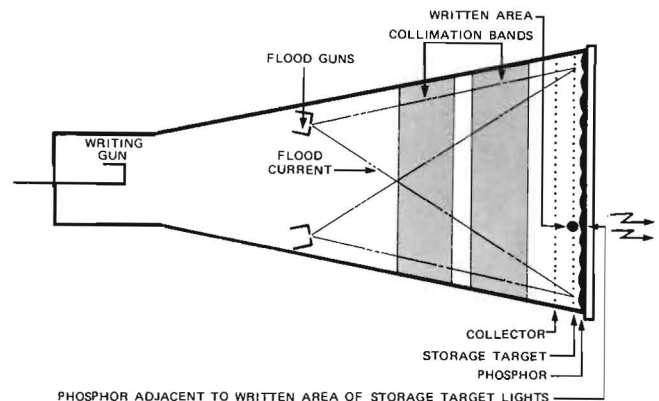 WRITTEN AREA
COLLIMATION BANDS
FLOOD GUNS
WRITING
GUN
FLOOD
CURRENT
COLLECTOR
STORAGE TARGET
PHOSPHOR
PHOSPHOR ADJACENT TO WRITTEN AREA OF STORAGE TARGET LIGHTS